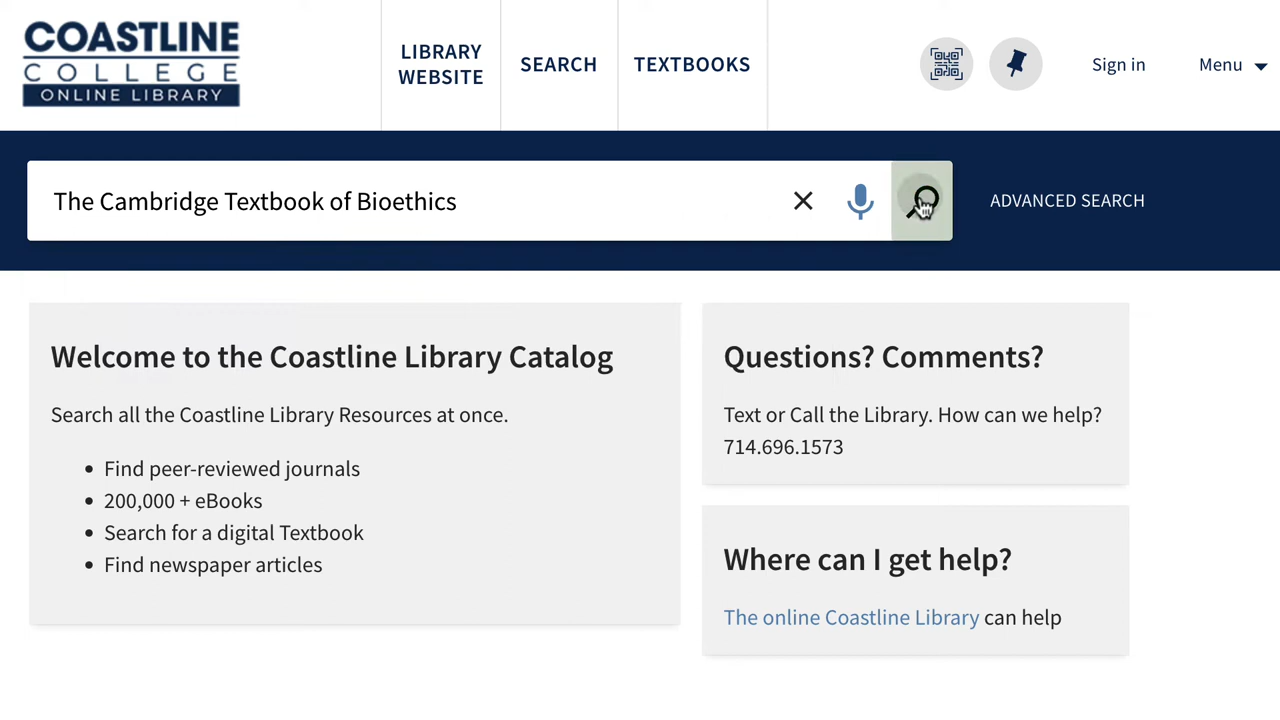 COASTLINE
COLLEGE
ONLINE LIBRARY
LIBRARY
WEBSITE
SEARCH
TEXTBOOKS
Sign in
Menu
The Cambridge Textbook of Bioethics
ADVANCED SEARCH
Welcome to the Coastline Library Catalog
Search all the Coastline Library Resources at once.
• Find peer-reviewed journals
• 200,000 + eBooks
• Search for a digital Textbook
• Find newspaper articles
Questions? Comments?
Text or Call the Library. How can we help?
714.696.1573
Where can I get help?
The online Coastline Library can help